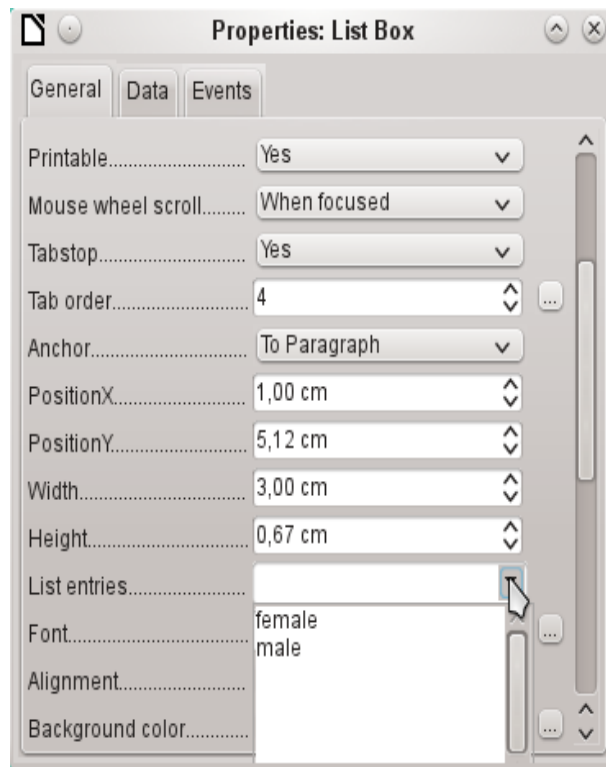 Properties: List Box
General Data Events
Printable.......................... Yes
Mouse wheel scroll......... When focused
Tabstop............................ Yes
Tab order......................... 4 ...
Anchor............................. To Paragraph
PositionX......................... 1,00 cm
PositionY......................... 5,12 cm
Width............................... 3,00 cm
Height.............................. 0,67 cm
List entries......................
Font................................. female ...
male
Alignment.......................
Background color............ ...